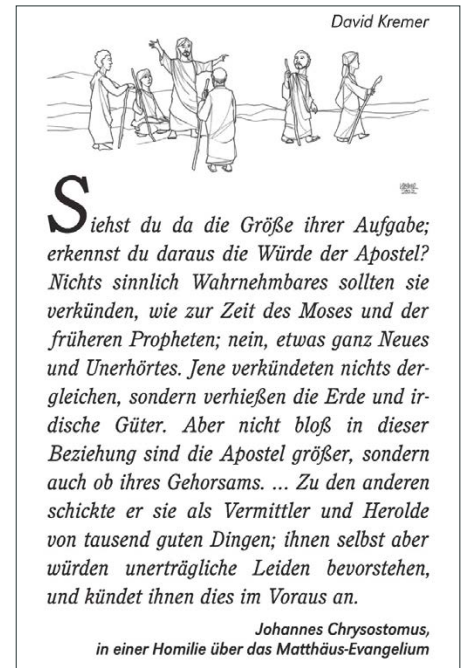 David Kremer
Siehst du da die Größe ihrer Aufgabe;
erkennst du daraus die Würde der Apostel?
Nichts sinnlich Wahrnehmbares sollten sie
verkünden, wie zur Zeit des Moses und der
früheren Propheten; nein, etwas ganz Neues
und Unerhörtes. Jene verkündeten nichts der-
gleichen, sondern verhießen die Erde und ir-
dische Güter. Aber nicht bloß in dieser
Beziehung sind die Apostel größer, sondern
auch ob ihres Gehorsams. ... Zu den anderen
schickte er sie als Vermittler und Herolde
von tausend guten Dingen; ihnen selbst aber
würden unerträgliche Leiden bevorstehen,
und kündet ihnen dies im Voraus an.
Johannes Chrysostomus,
in einer Homilie über das Matthäus-Evangelium